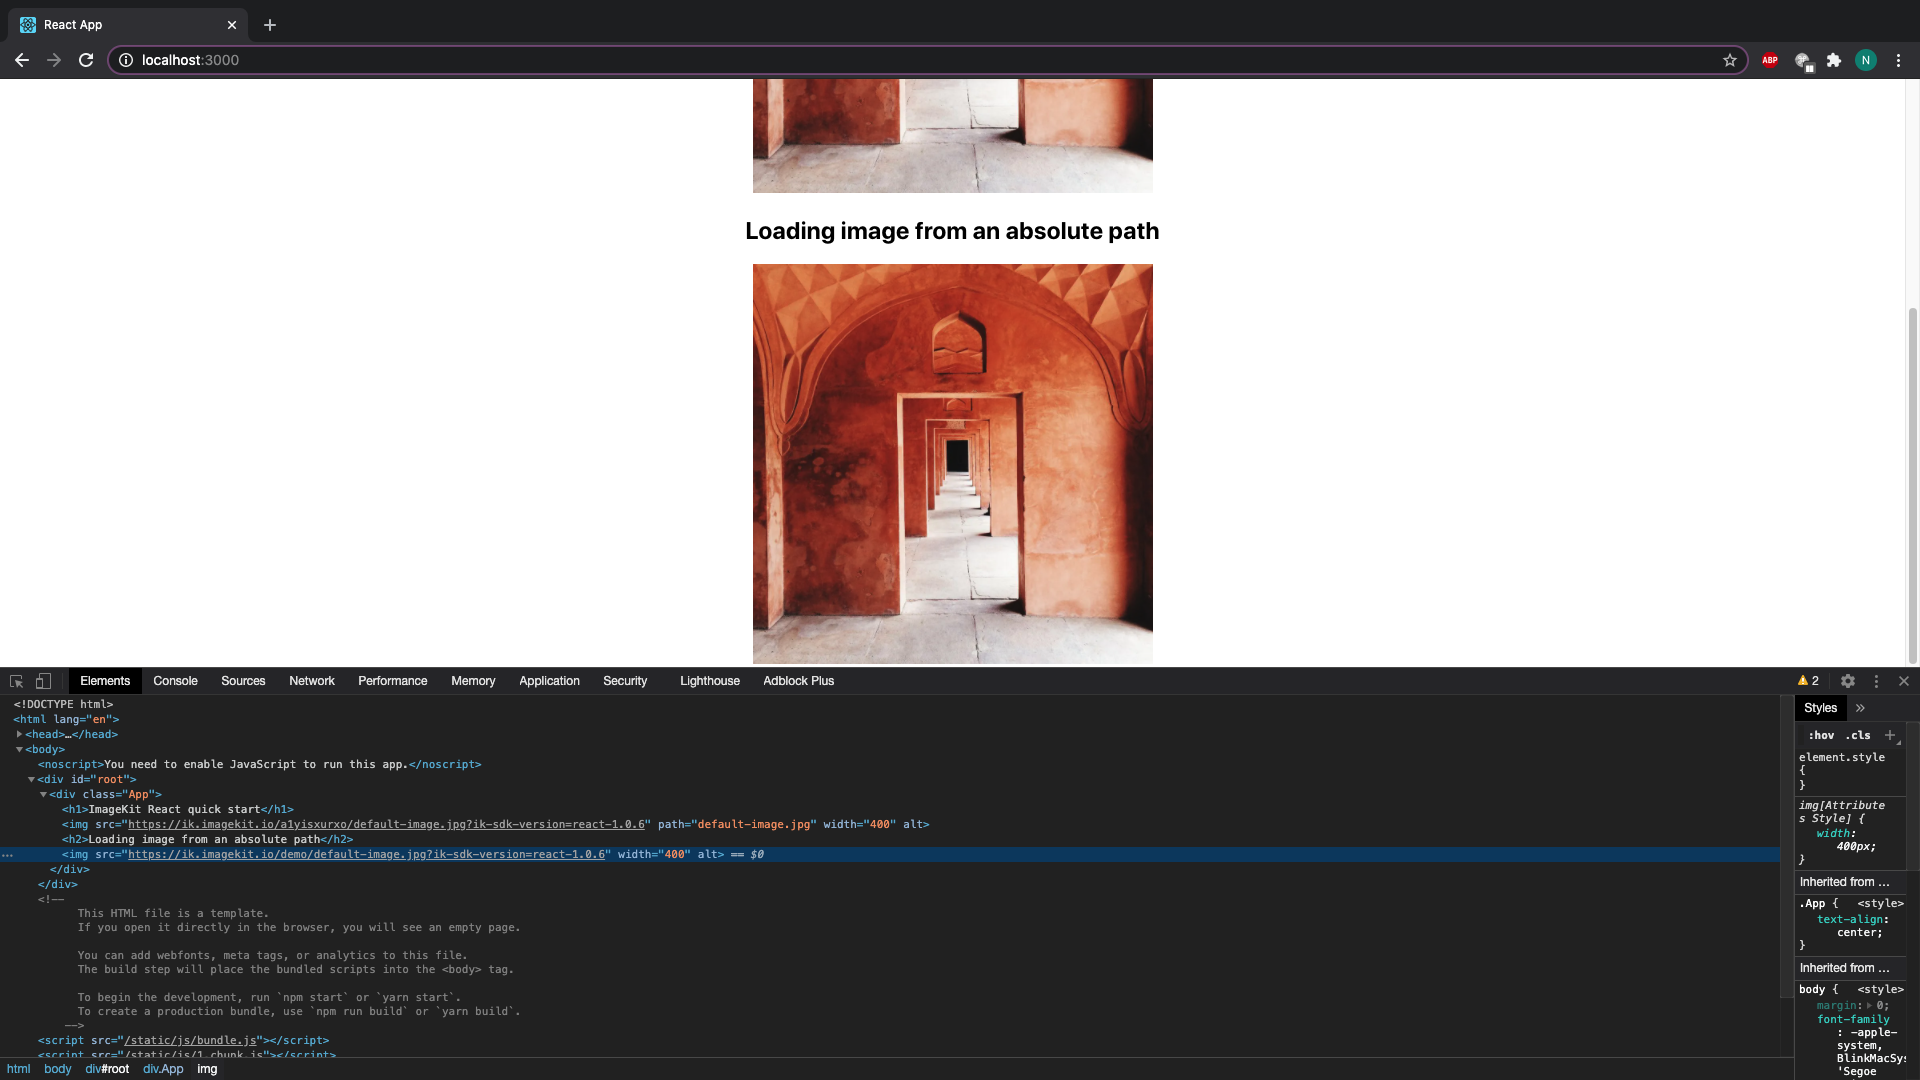 React App
localhost:3000
ABP
N
Loading image from an absolute path
Elements Console Sources Network Performance Memory Application Security Lighthouse Adblock Plus
2
<!DOCTYPE html>
<html lang="en">
<head>…</head>
<body>
<noscript>You need to enable JavaScript to run this app.</noscript>
<div id="root">
<div class="App">
<h1>ImageKit React quick start</h1>
<img src="https://ik.imagekit.io/a1yisxurxo/default-image.jpg?ik-sdk-version=react-1.0.6" path="default-image.jpg" width="400" alt>
<h2>Loading image from an absolute path</h2>
<img src="https://ik.imagekit.io/demo/default-image.jpg?ik-sdk-version=react-1.0.6" width="400" alt> == $0
</div>
</div>
<!--
This HTML file is a template.
If you open it directly in the browser, you will see an empty page.
You can add webfonts, meta tags, or analytics to this file.
The build step will place the bundled scripts into the <body> tag.
To begin the development, run `npm start` or `yarn start`.
To create a production bundle, use `npm run build` or `yarn build`.
-->
<script src="/static/js/bundle.js"></script>
<script src="/static/js/1.chunk.js"></script>
html body div#root div.App img
Styles
:hov .cls
element.style
{
}
img[Attribute
s Style] {
width:
400px;
}
Inherited from …
.App { <style>
text-align:
center;
}
Inherited from …
body { <style>
margin: 0;
font-family
: -apple-
system,
BlinkMacSys
'Segoe